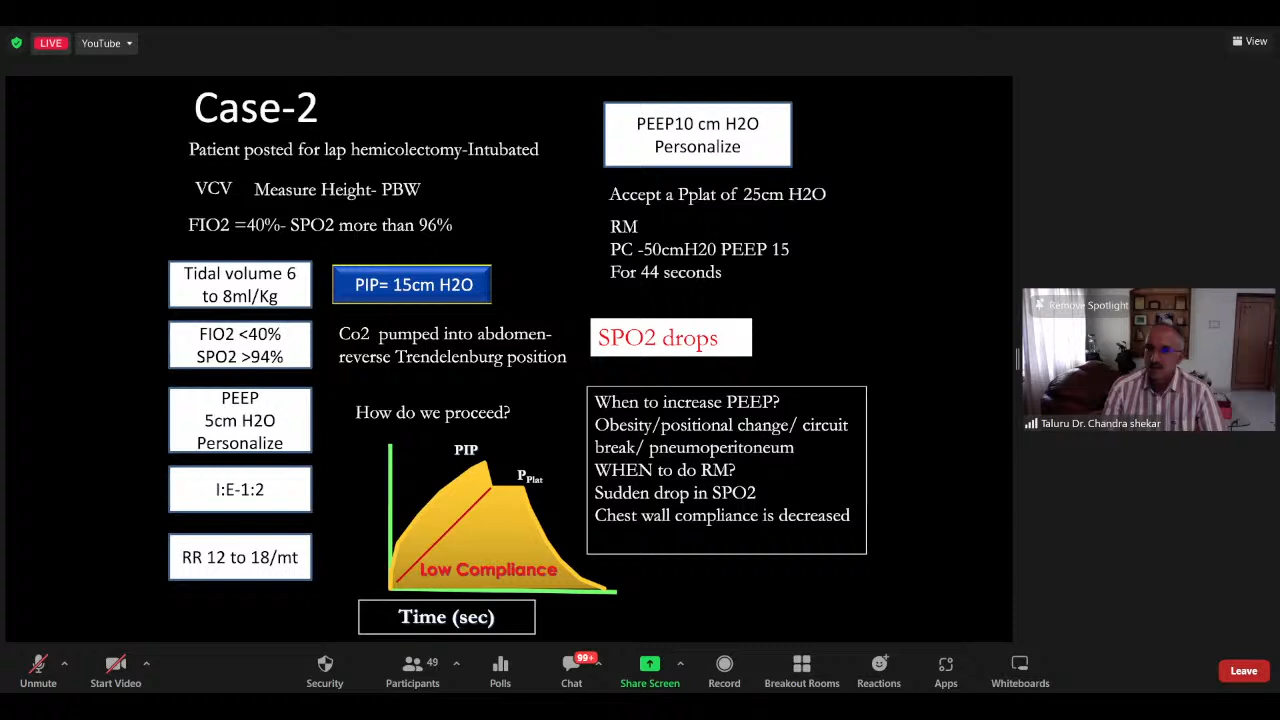 LIVE
YouTube
View
Case-2
Patient posted for lap hemicolectomy-Intubated
VCV Measure Height- PBW
FIO2 =40%- SPO2 more than 96%
Tidal volume 6
to 8ml/Kg
FIO2 <40%
SPO2 >94%
PEEP
5cm H2O
Personalize
I:E-1:2
RR 12 to 18/mt
PIP= 15cm H2O
Co2 pumped into abdomen-
reverse Trendelenburg position
How do we proceed?
PIP
PPlat
Low Compliance
Time (sec)
PEEP10 cm H2O
Personalize
Accept a Pplat of 25cm H2O
RM
PC -50cmH20 PEEP 15
For 44 seconds
SPO2 drops
When to increase PEEP?
Obesity/positional change/ circuit
break/ pneumoperitoneum
WHEN to do RM?
Sudden drop in SPO2
Chest wall compliance is decreased
Remove Spotlight
Taluru Dr. Chandra shekar
Unmute
Start Video
Security
49
Participants
Polls
99+
Chat
Share Screen
Record
Breakout Rooms
Reactions
Apps
Whiteboards
Leave